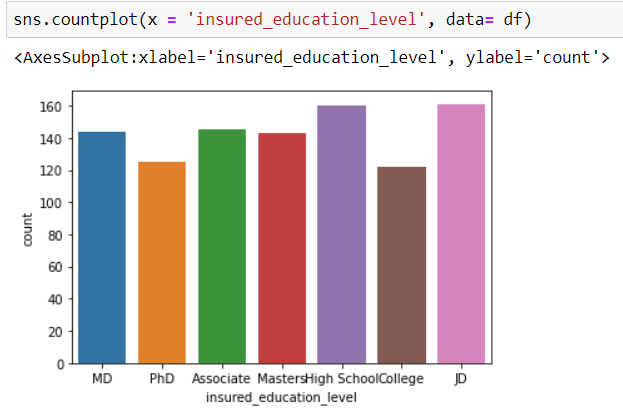 sns.countplot(x = 'insured_education_level', data= df)
<AxesSubplot:xlabel='insured_education_level', ylabel='count'>
160
140
120
100
80
60
40
20
0
count
MD PhD Associate Masters High School College JD
insured_education_level